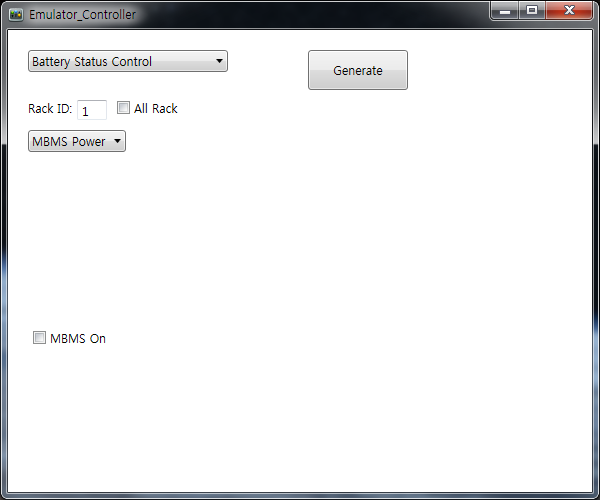 Emulator_Controller
Battery Status Control
Generate
Rack ID: 1 All Rack
MBMS Power
MBMS On